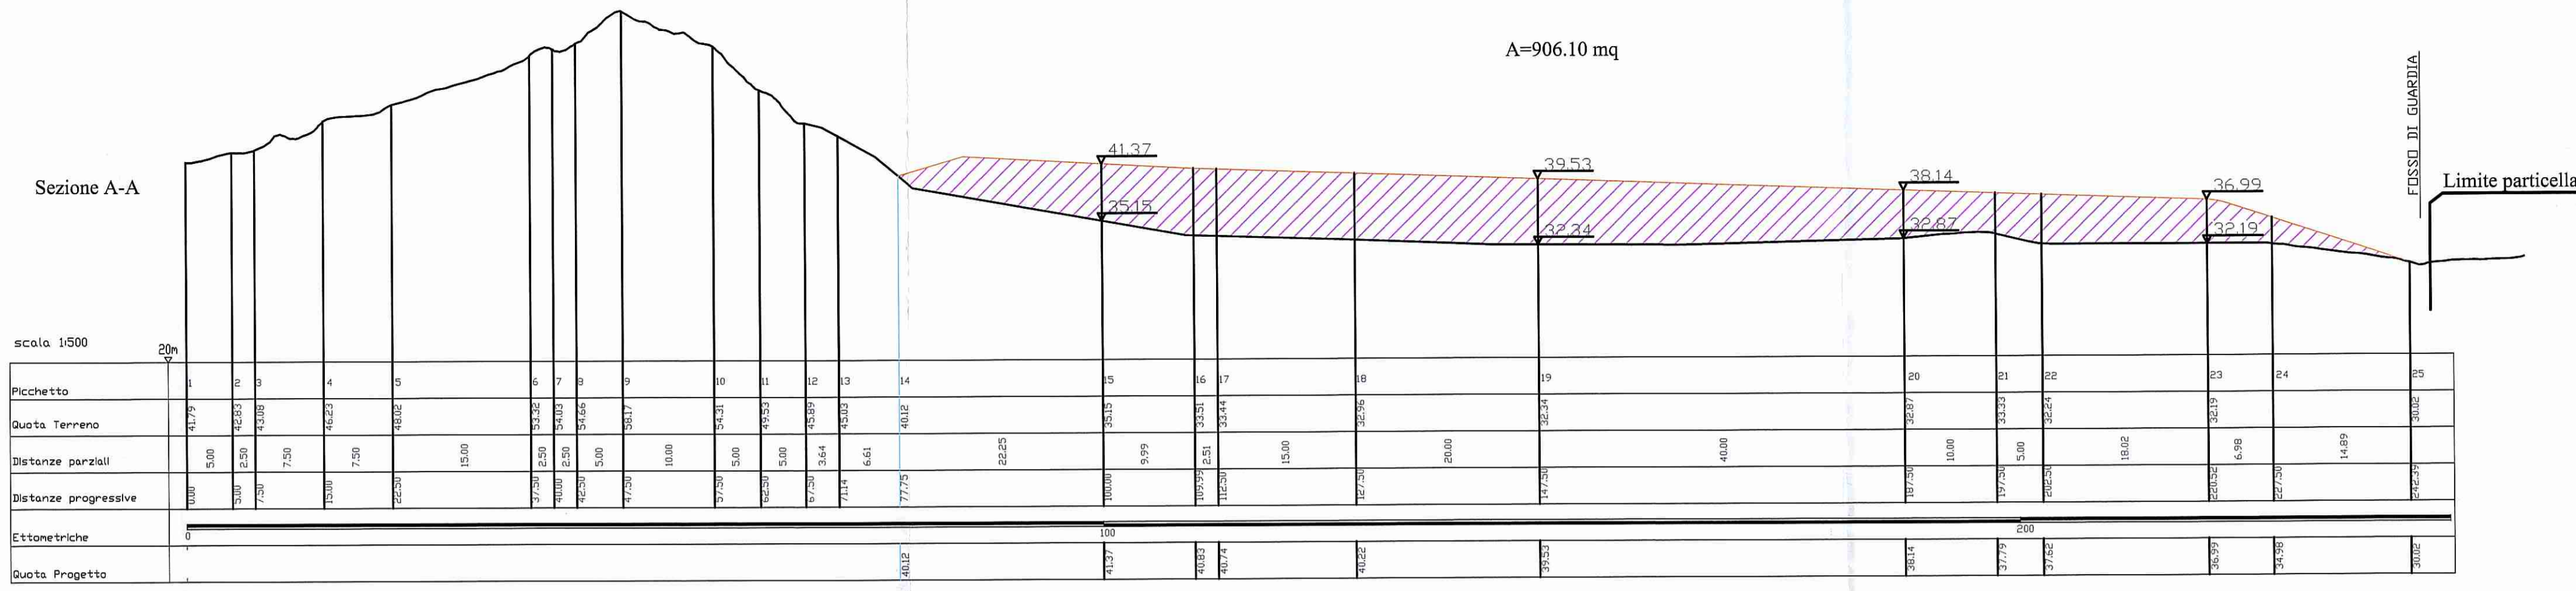 A=906.10 mq
FOSSO DI GUARDIA
41.37
39.53
38.14
36.99
Sezione A-A
Limite particella
35.15
32.34
32.87
32.19
scala 1:500
20m
Picchetto 1 2 3 4 5 6 7 8 9 10 11 12 13 14 15 16 17 18 19 20 21 22 23 24 25
Quota Terreno 41.79 42.83 43.08 46.23 48.02 53.32 54.03 54.66 58.17 54.31 49.53 45.89 45.03 40.12 35.15 33.51 33.44 32.96 32.34 32.87 33.33 32.24 32.19 30.02
Distanze parziali 5.00 2.50 7.50 7.50 15.00 2.50 2.50 5.00 10.00 5.00 5.00 3.64 6.61 22.25 9.99 2.51 15.00 20.00 40.00 10.00 5.00 18.02 6.98 14.89
Distanze progressive 0.00 5.00 7.50 15.00 22.50 37.50 40.00 42.50 47.50 57.50 62.50 67.50 71.14 77.75 100.00 109.99 112.50 127.50 147.50 187.50 197.50 202.50 220.52 227.50 242.39
Ettometriche 0 100 200
Quota Progetto 40.12 41.37 40.83 40.74 40.22 39.53 38.14 37.79 37.62 36.99 34.98 30.02